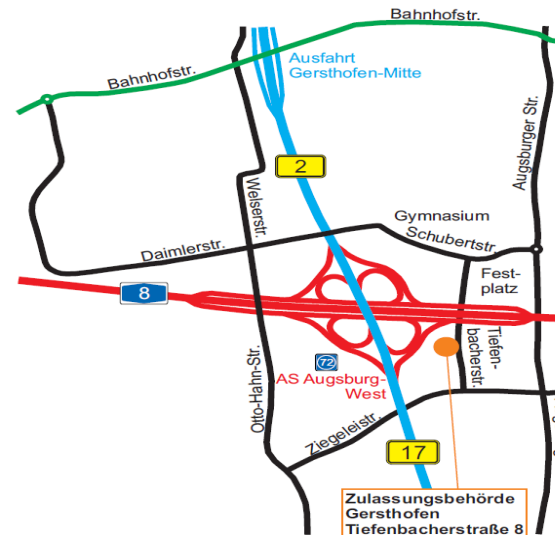 Bahnhofstr.
Bahnhofstr.
Ausfahrt
Gersthofen-Mitte
Augsburger Str.
2
Welserstr.
Gymnasium
Schubertstr.
Daimlerstr.
Fest-
platz
8
Tiefen-
bacherstr.
72
AS Augsburg-
West
Otto-Hahn-Str.
Ziegeleistr.
17
Zulassungsbehörde
Gersthofen
Tiefenbacherstraße 8